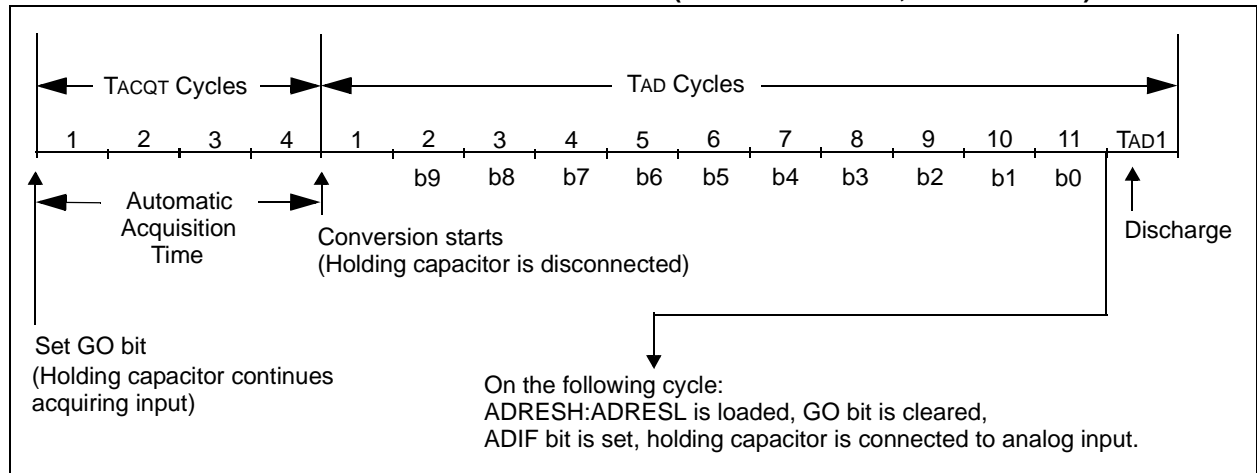 TACQT Cycles
TAD Cycles
1 2 3 4 1 2 3 4 5 6 7 8 9 10 11 TAD1
b9 b8 b7 b6 b5 b4 b3 b2 b1 b0
Automatic
Acquisition
Time
Conversion starts
(Holding capacitor is disconnected)
Discharge
Set GO bit
(Holding capacitor continues
acquiring input)
On the following cycle:
ADRESH:ADRESL is loaded, GO bit is cleared,
ADIF bit is set, holding capacitor is connected to analog input.